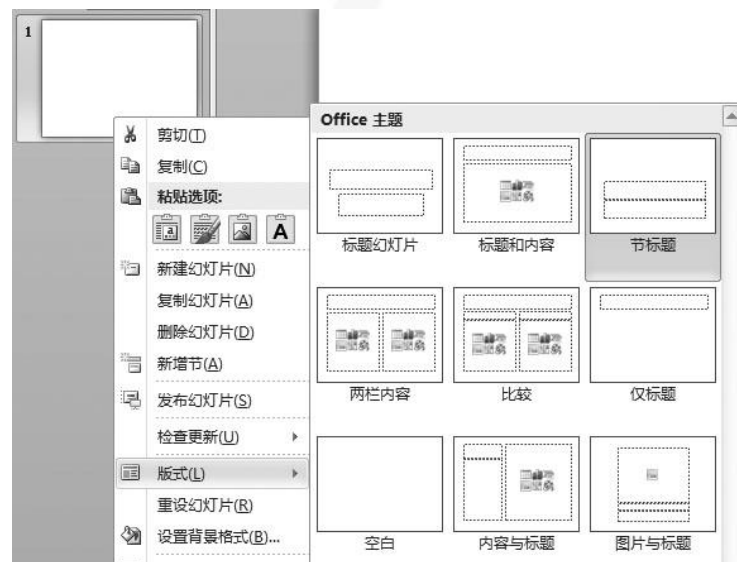 1
剪切(T)
复制(C)
粘贴选项:
a
A
新建幻灯片(N)
复制幻灯片(A)
删除幻灯片(D)
新增节(A)
发布幻灯片(S)
检查更新(U)
版式(L)
重设幻灯片(R)
设置背景格式(B)...
Office 主题
标题幻灯片
标题和内容
节标题
两栏内容
比较
仅标题
空白
内容与标题
图片与标题